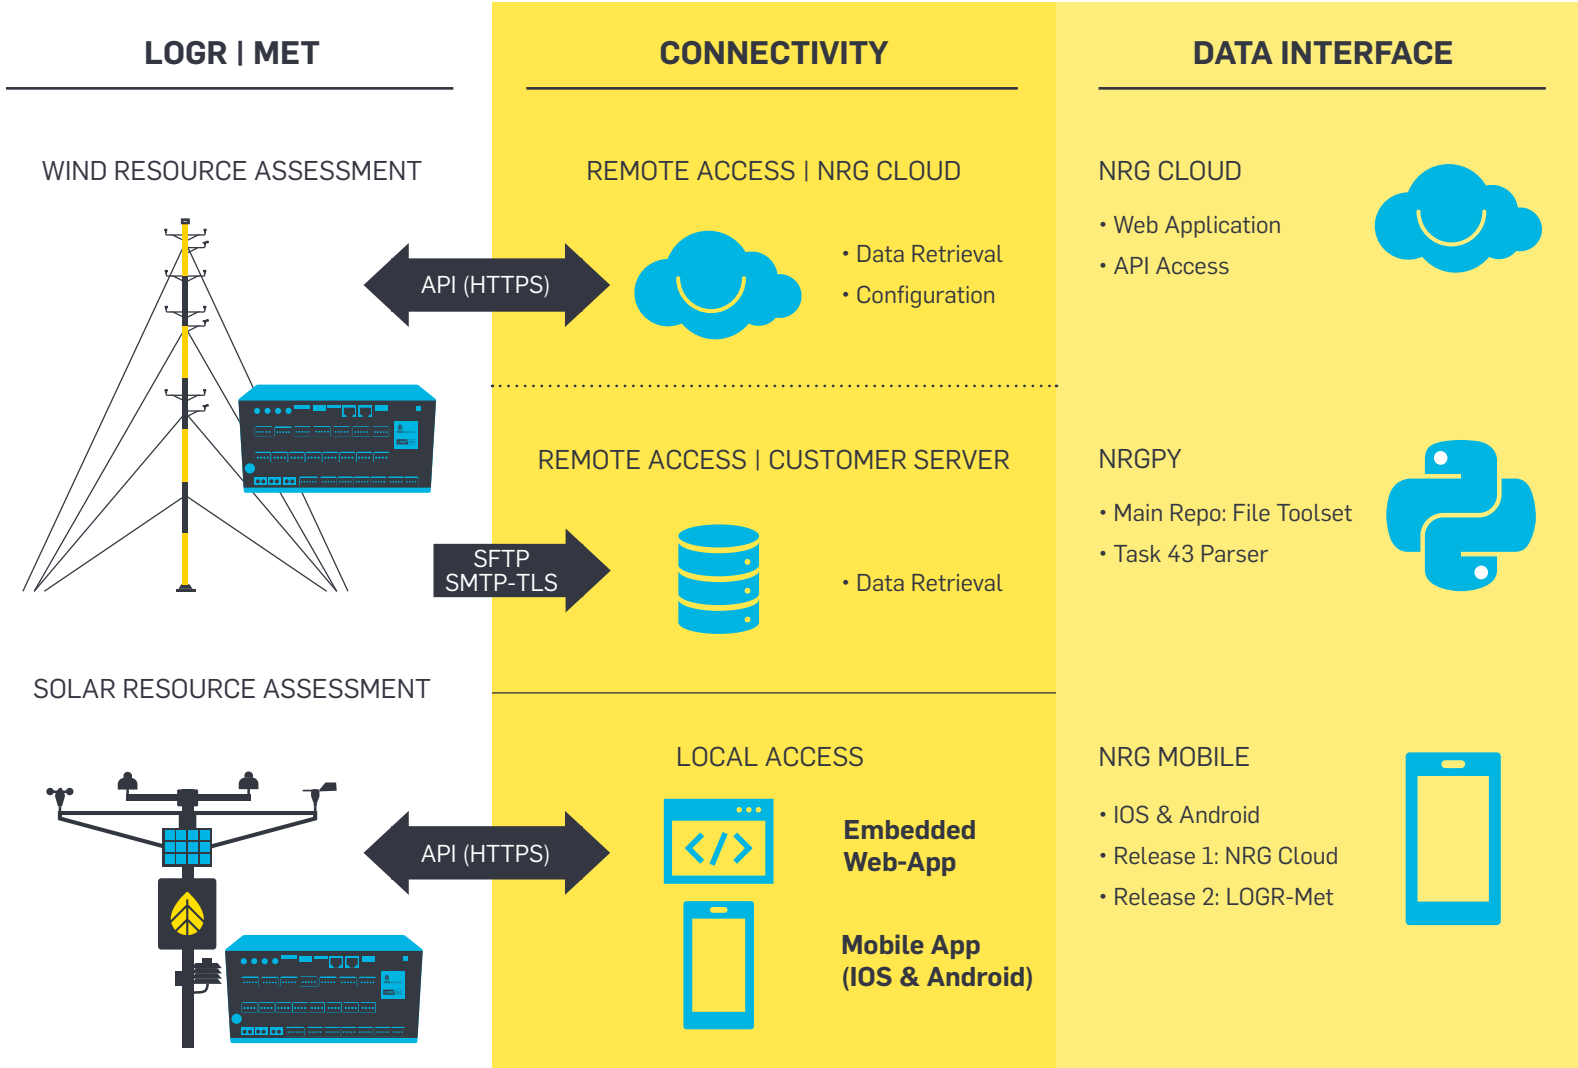 LOGR | MET
WIND RESOURCE ASSESSMENT
SOLAR RESOURCE ASSESSMENT
CONNECTIVITY
REMOTE ACCESS | NRG CLOUD
API (HTTPS)
• Data Retrieval
• Configuration
REMOTE ACCESS | CUSTOMER SERVER
SFTP
SMTP-TLS
• Data Retrieval
LOCAL ACCESS
API (HTTPS)
</>
Embedded
Web-App
Mobile App
(IOS & Android)
DATA INTERFACE
NRG CLOUD
• Web Application
• API Access
NRGPY
• Main Repo: File Toolset
• Task 43 Parser
NRG MOBILE
• IOS & Android
• Release 1: NRG Cloud
• Release 2: LOGR-Met